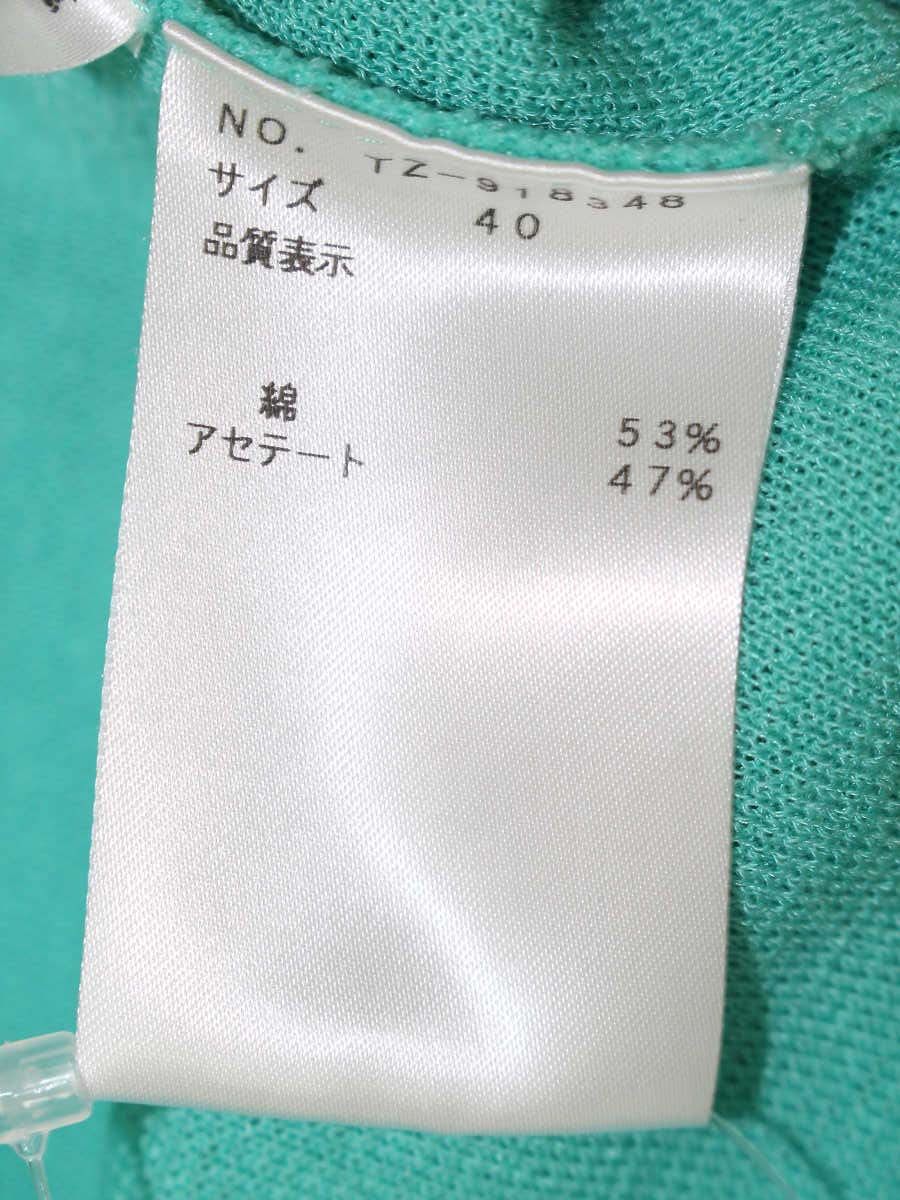 NO. TZ-918348
サイズ 40
品質表示
綿 53%
アセテート 47%